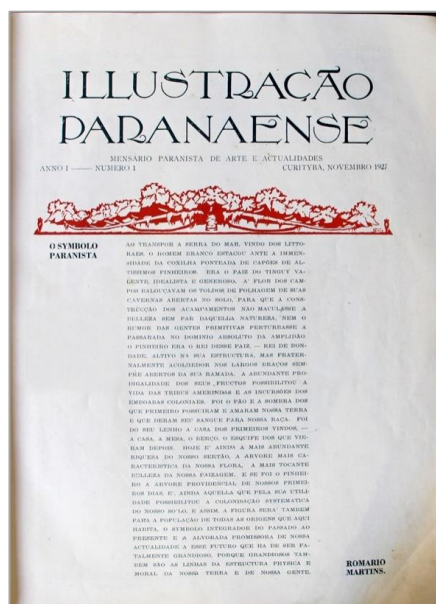 ILLUSTRAÇÃO
PARANAENSE
MENSÁRIO PARANISTA DE ARTE E ACTUALIDADES
ANNO I —— NUMERO 1
CURITYBA, NOVEMBRO 1927
O SYMBOLO
PARANISTA
AO TRANSPOR A SERRA DO MAR, VINDO DOS LITTO-
RAES, O HOMEM BRANCO ESTACOU ANTE A IMMEN-
SIDADE DA COXILHA PONTEADA DE CAPÕES DE AL-
TISSIMOS PINHEIROS. ERA O PAIZ DO TINGUY VA-
GENTE, IDEALISTA E GENEROSO. A' FLOR DOS CAM-
POS BALOUÇAVAM OS TOLDOS DE FOLHAGEM DE SUAS
CAVERNAS ABERTAS NO SOLO, PARA QUE A CONS-
TRUCÇÃO DOS ACAMPAMENTOS NÃO MACULASSE A
BELLEZA SEM PAR DAQUELLA NATUREZA, NEM O
RUMOR DAS GENTES PRIMITIVAS PERTURBASSE A
PASSARADA NO DOMINIO ABSOLUTO DA AMPLIDÃO
O PINHEIRO ERA O REI DESSE PAIZ, — REI DE BON-
DADE, ALTIVO NA SUA ESTRUCTURA, MAS FRATER-
NALMENTE ACOLHEDOR NOS LARGOS BRAÇOS SEM-
PRE ABERTOS DA SUA RAMADA. A ABUNDANTE PRO-
DIGALIDADE DOS SEUS FRUCTOS POSSIBILITOU A
VIDA DAS TRIBUS AMERINDIAS E AS INCURSÕES DOS
EMBOABAS COLONIAES. FOI O PÃO E A SOMBRA DOS
QUE PRIMEIRO POSSUIRAM E AMARAM NOSSA TERRA
E QUE DERAM SEU SANGUE PARA NOSSA RAÇA. FOI
DO SEU LENHO A CASA DOS PRIMEIROS VINDOS, —
A CASA, A MESA, O BERÇO, O ESQUIFE DOS QUE VIE-
RAM DEPOIS. HOJE E' AINDA A MAIS ABUNDANTE
RIQUESA DO NOSSO SERTÃO, A ARVORE MAIS CA-
RACTERISTICA DA NOSSA FLORA, A MAIS TOCANTE
BELLEZA DA NOSSA PAIZAGEM. E SE FOI O PINHEI-
RO A ARVORE PROVIDENCIAL DE NOSSOS PRIMEI-
ROS DIAS, E', AINDA AQUELLA QUE PELA SUA UTILI-
DADE POSSIBILITOU A COLONISAÇÃO SYSTEMATICA
DO NOSSO SOLO, E ASSIM, A FIGURA SERA' TAMBEM
PARA A POPULAÇÃO DE TODAS AS ORIGENS QUE AQUI
HABITA, O SYMBOLO INTEGRADOR DO PASSADO AO
PRESENTE E A ALVORADA PROMISSORA DE NOSSA
ACTUALIDADE A ESSE FUTURO QUE HA DE SER FA-
TALMENTE GRANDIOSO, PORQUE GRANDIOSOS TAM-
BEM SÃO AS LINHAS DA ESTRUCTURA PHYSICA E
MORAL DA NOSSA TERRA E DE NOSSA GENTE.
ROMARIO
MARTINS.